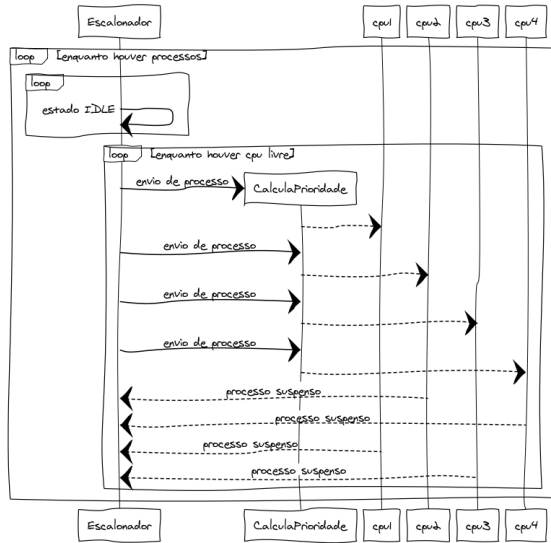 Escalonador cpu1 cpu2 cpu3 cpu4
loop [enquanto houver processos]
loop
estado IDLE
loop [enquanto houver cpu livre]
envio de processo
CalculaPrioridade
envio de processo
envio de processo
envio de processo
processo suspenso
processo suspenso
processo suspenso
processo suspenso
Escalonador CalculaPrioridade cpu1 cpu2 cpu3 cpu4